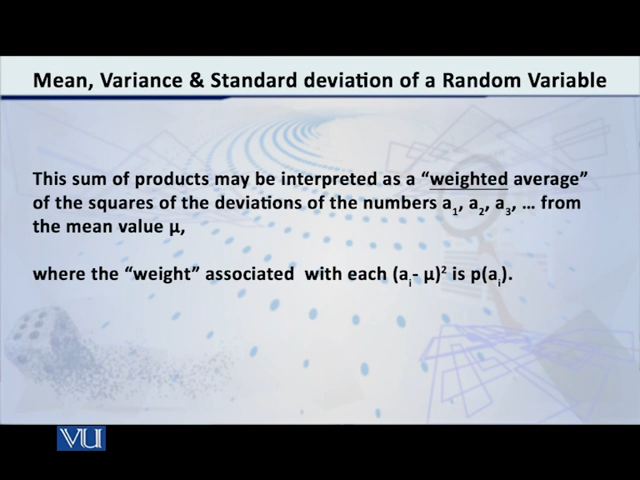 Mean, Variance & Standard deviation of a Random Variable
This sum of products may be interpreted as a “weighted average”
of the squares of the deviations of the numbers a₁, a₂, a₃, ... from
the mean value μ,
where the “weight” associated with each (aᵢ- μ)² is p(aᵢ).
VU